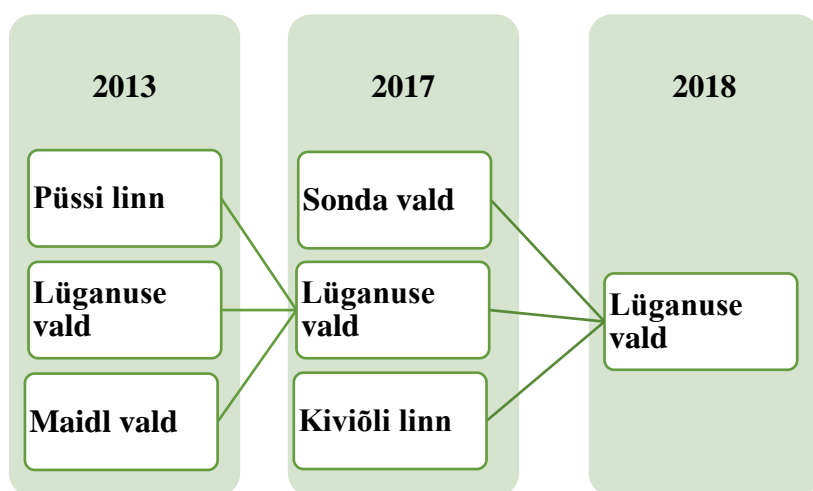 2013
Püssi linn
Lüganuse
vald
Maidl vald
2017
Sonda vald
Lüganuse
vald
Kiviõli linn
2018
Lüganuse
vald